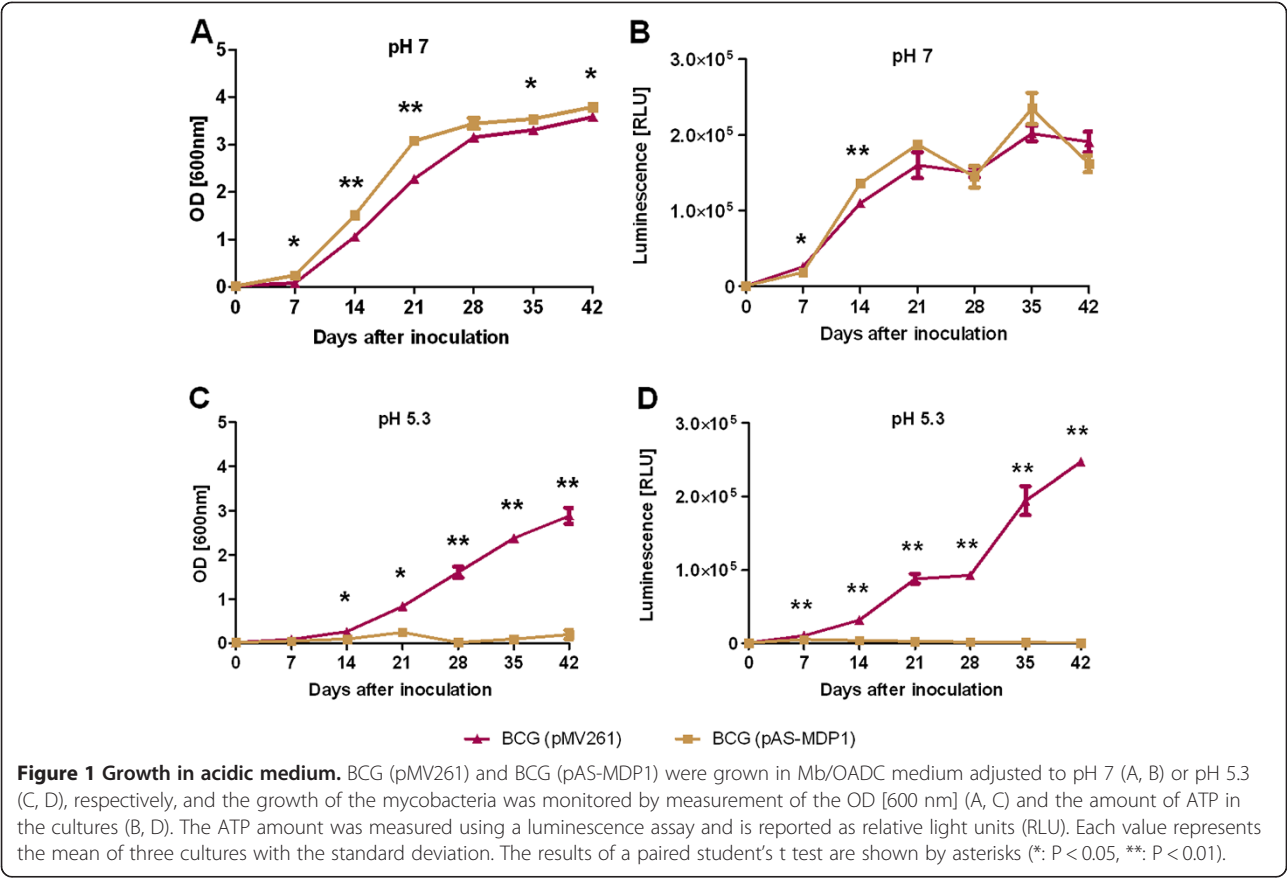 A
pH 7
OD [600nm]
5
4
3
2
1
0
* ** ** * *
0 7 14 21 28 35 42
Days after inoculation
B
pH 7
Luminescence [RLU]
3.0×10⁵
2.0×10⁵
1.0×10⁵
0
* **
0 7 14 21 28 35 42
Days after inoculation
C
pH 5.3
OD [600nm]
5
4
3
2
1
0
* * ** ** **
0 7 14 21 28 35 42
Days after inoculation
D
pH 5.3
Luminescence [RLU]
3.0×10⁵
2.0×10⁵
1.0×10⁵
0
** ** ** ** ** **
0 7 14 21 28 35 42
Days after inoculation
BCG (pMV261) BCG (pAS-MDP1)
Figure 1 Growth in acidic medium. BCG (pMV261) and BCG (pAS-MDP1) were grown in Mb/OADC medium adjusted to pH 7 (A, B) or pH 5.3
(C, D), respectively, and the growth of the mycobacteria was monitored by measurement of the OD [600 nm] (A, C) and the amount of ATP in
the cultures (B, D). The ATP amount was measured using a luminescence assay and is reported as relative light units (RLU). Each value represents
the mean of three cultures with the standard deviation. The results of a paired student's t test are shown by asterisks (*: P < 0.05, **: P < 0.01).